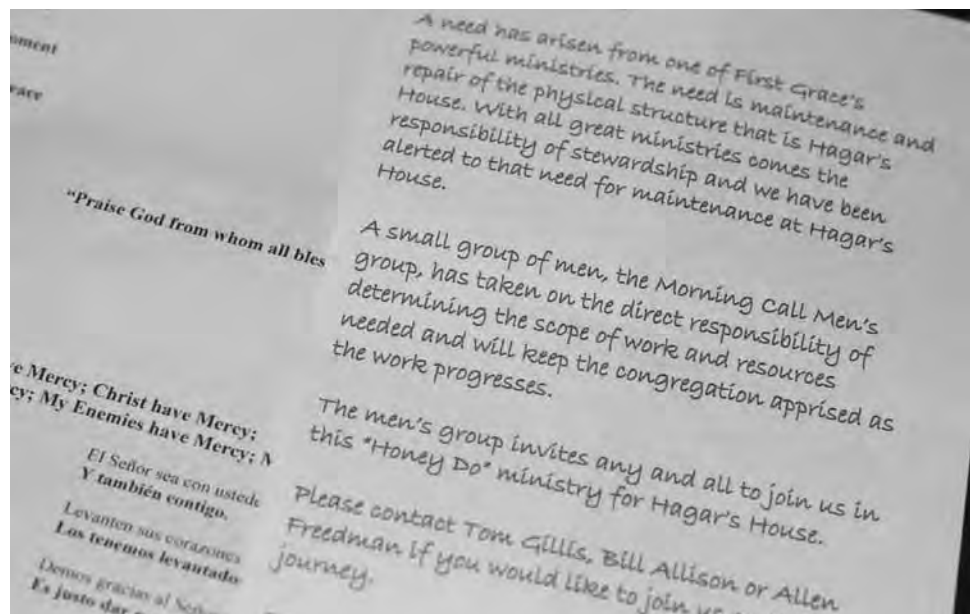 "Praise God from whom all bles
e Mercy; Christ have Mercy;
cy; My Enemies have Mercy; M
El Señor sea con ustede
Y también contigo.
Levanten sus corazones
Los tenemos levantado
Demos gracias al Seño
Es justo dar
A need has arisen from one of First Grace's
powerful ministries. The need is maintenance and
repair of the physical structure that is Hagar's
House. With all great ministries comes the
responsibility of stewardship and we have been
alerted to that need for maintenance at Hagar's
House.
A small group of men, the Morning Call Men's
group, has taken on the direct responsibility of
determining the scope of work and resources
needed and will keep the congregation apprised as
the work progresses.
The men's group invites any and all to join us in
this "Honey Do" ministry for Hagar's House.
Please contact Tom Gillis, Bill Allison or Allen
Freedman if you would like to join us
journey.